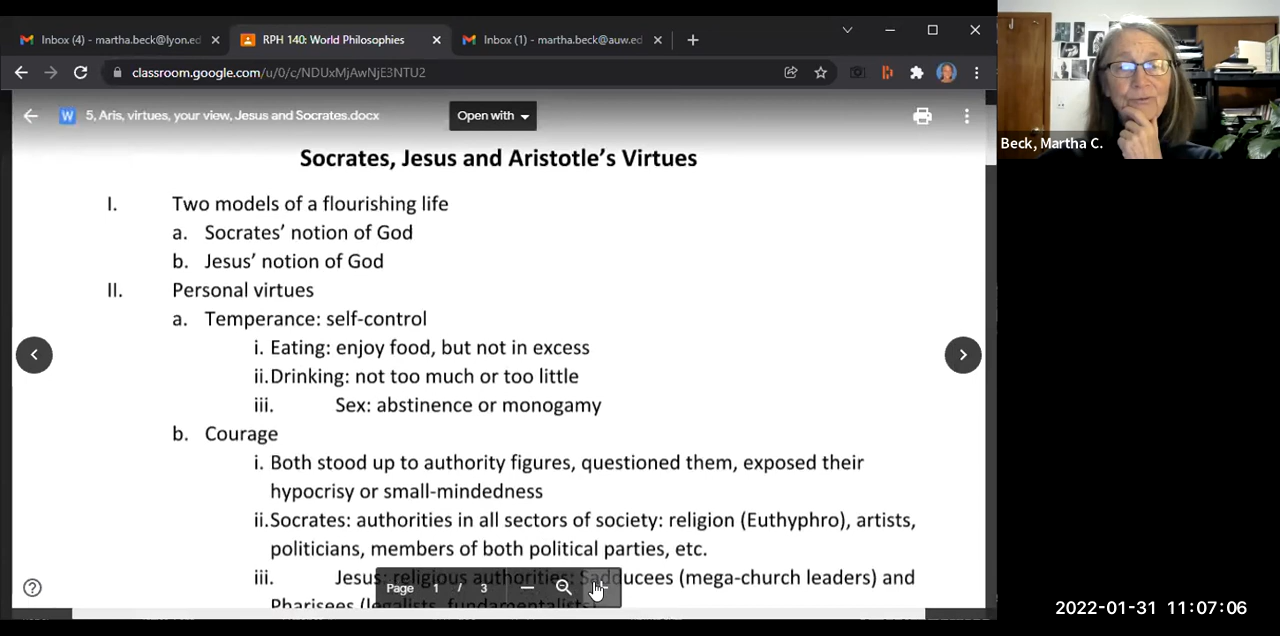 Inbox (4) - martha.beck@lyon.ed
RPH 140: World Philosophies
Inbox (1) - martha.beck@auw.ed
classroom.google.com/u/0/c/NDUxMjAwNjE3NTU2
5, Aris, virtues, your view, Jesus and Socrates.docx
Open with
Beck, Martha C.
Socrates, Jesus and Aristotle's Virtues
I. Two models of a flourishing life
a. Socrates' notion of God
b. Jesus' notion of God
II. Personal virtues
a. Temperance: self-control
i. Eating: enjoy food, but not in excess
ii.Drinking: not too much or too little
iii. Sex: abstinence or monogamy
b. Courage
i. Both stood up to authority figures, questioned them, exposed their
hypocrisy or small-mindedness
ii.Socrates: authorities in all sectors of society: religion (Euthyphro), artists,
politicians, members of both political parties, etc.
iii. Jesus: religious authorities: Sadducees (mega-church leaders) and
Pharisees (legalists, fundamentalists)
Page 1 / 3
2022-01-31 11:07:06